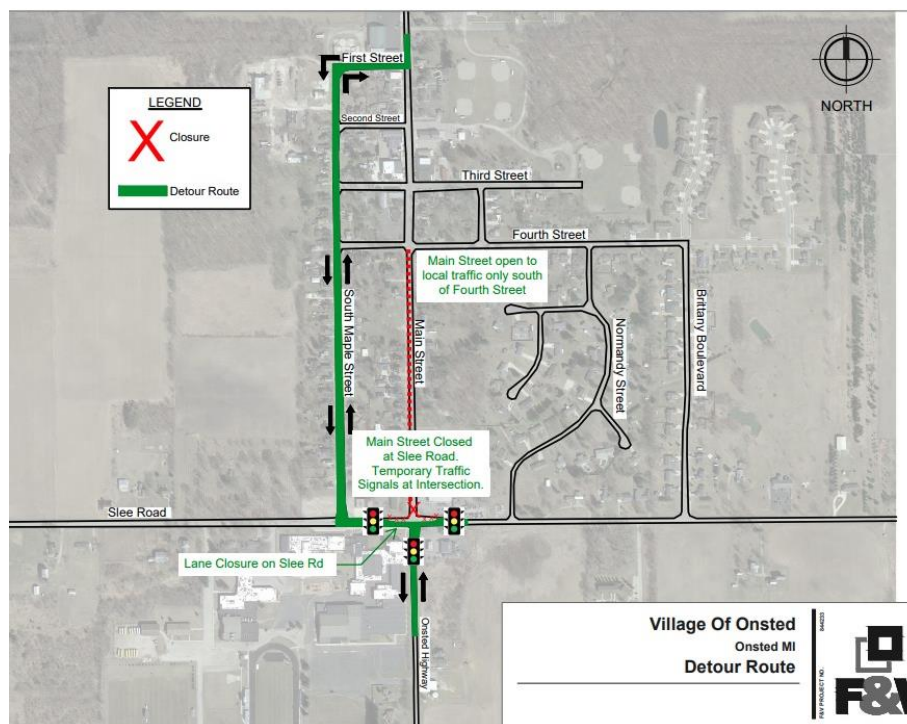 First Street
LEGEND
Closure
Detour Route
NORTH
Second Street
Third Street
Fourth Street
Main Street open to
local traffic only south
of Fourth Street
South Maple Street
Main Street
Normandy Street
Brittany Boulevard
Main Street Closed
at Slee Road.
Temporary Traffic
Signals at Intersection.
Slee Road
Lane Closure on Slee Rd
Onsted Highway
Village Of Onsted
Onsted MI
Detour Route
F&V PROJECT NO.
F&V